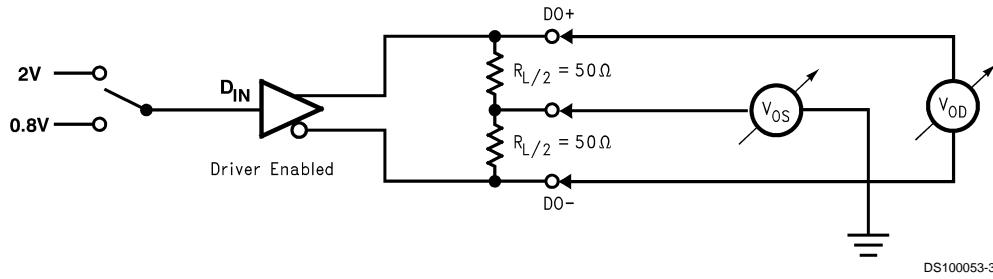 DO+
2V
D_IN
R_L/2 = 50Ω
V_OS
V_OD
0.8V
R_L/2 = 50Ω
Driver Enabled
DO−
DS100053-3